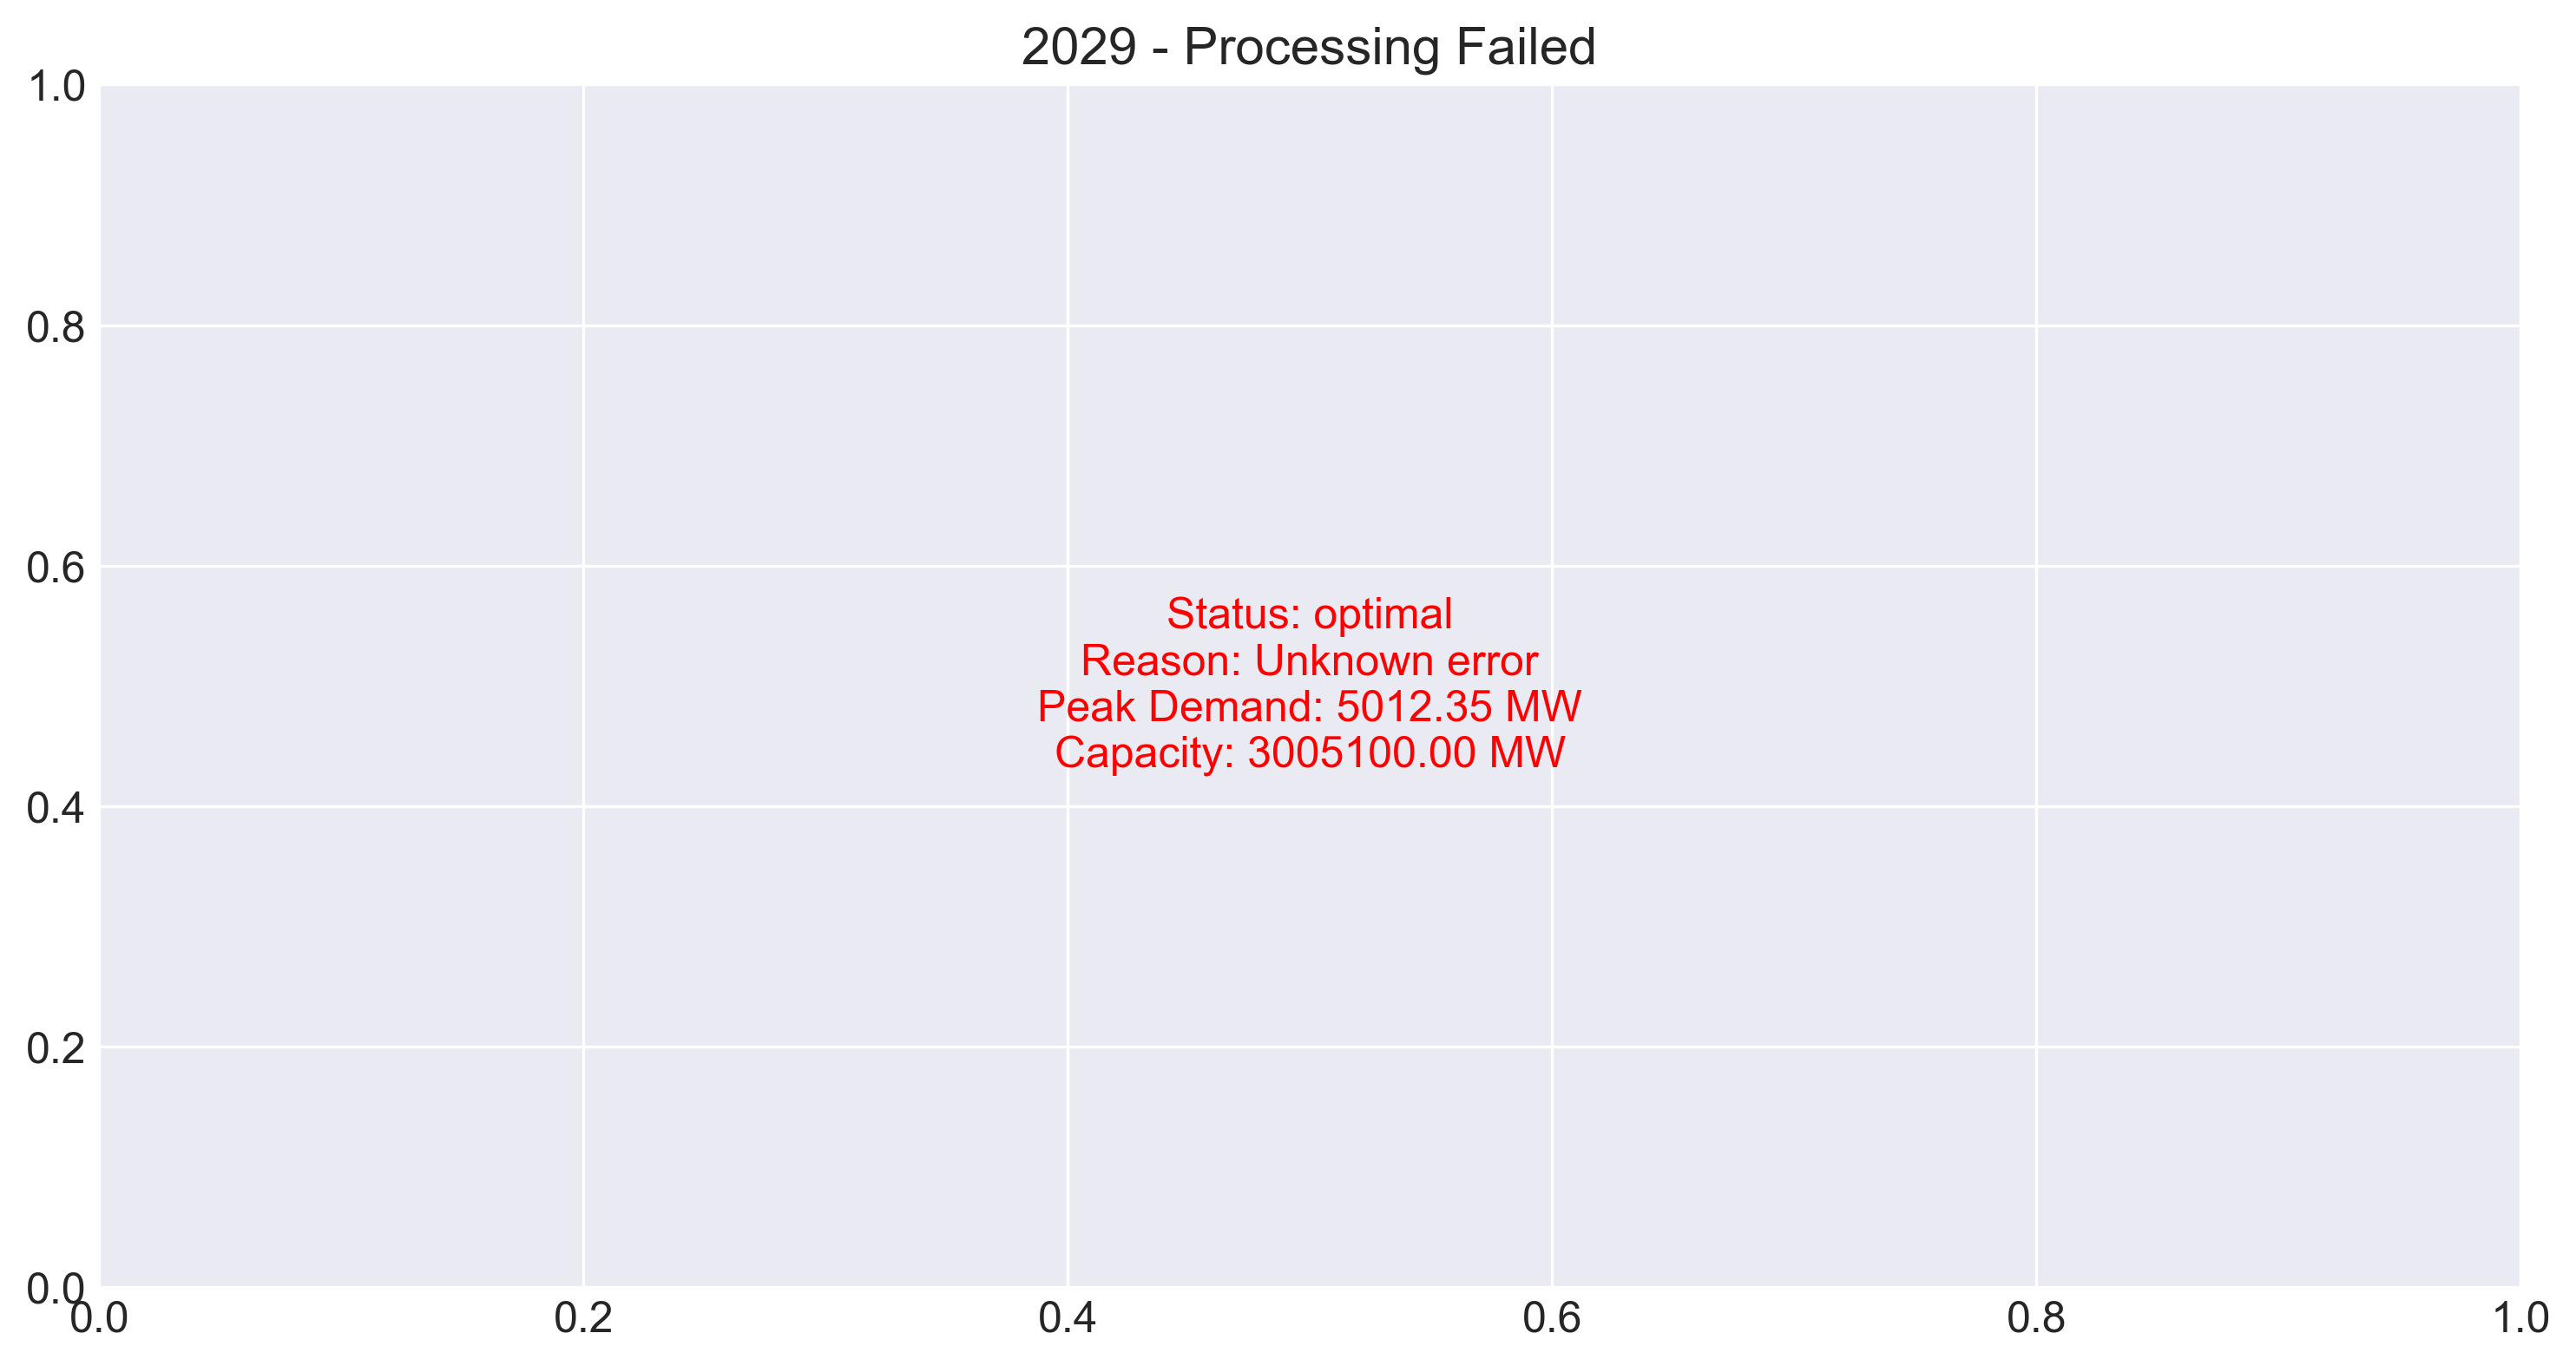 2029 - Processing Failed
1.0
0.8
0.6
0.4
0.2
0.0
Status: optimal
Reason: Unknown error
Peak Demand: 5012.35 MW
Capacity: 3005100.00 MW
0.0 0.2 0.4 0.6 0.8 1.0